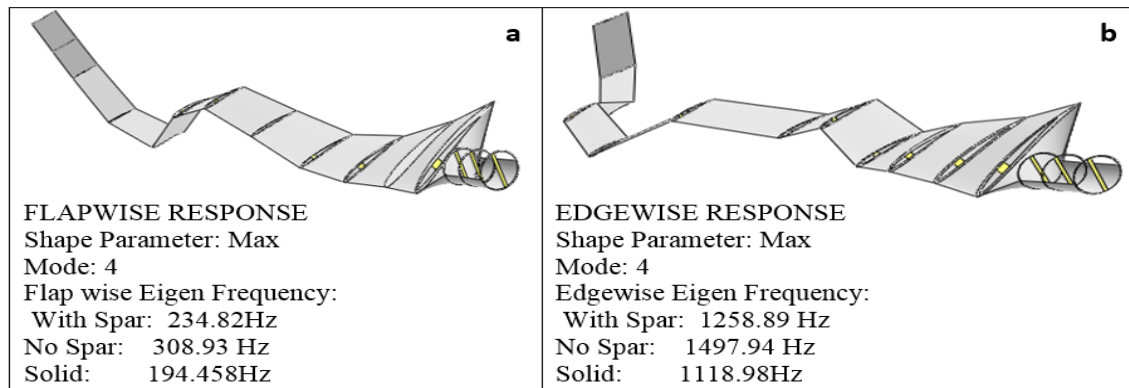 a
FLAPWISE RESPONSE
Shape Parameter: Max
Mode: 4
Flap wise Eigen Frequency:
With Spar: 234.82Hz
No Spar: 308.93 Hz
Solid: 194.458Hz
b
EDGEWISE RESPONSE
Shape Parameter: Max
Mode: 4
Edgewise Eigen Frequency:
With Spar: 1258.89 Hz
No Spar: 1497.94 Hz
Solid: 1118.98Hz